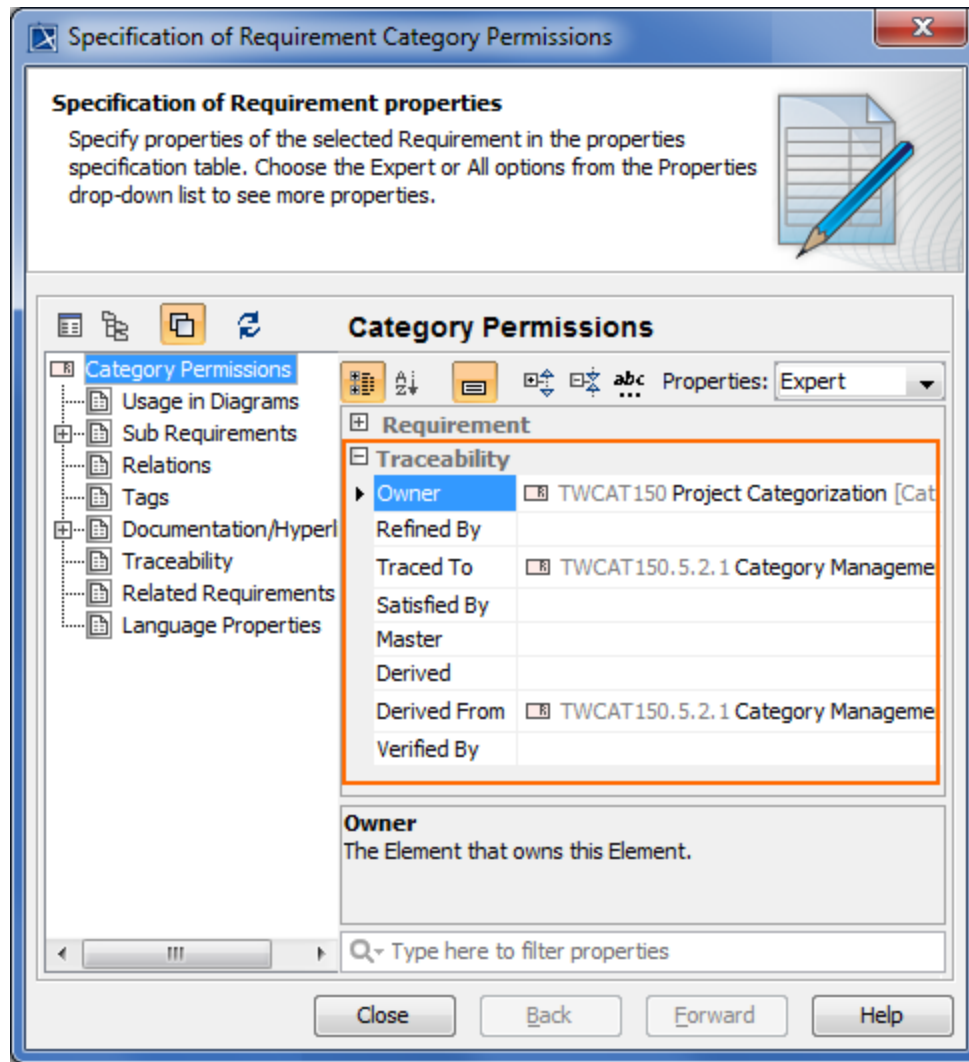 Specification of Requirement Category Permissions
Specification of Requirement properties
Specify properties of the selected Requirement in the properties
specification table. Choose the Expert or All options from the Properties
drop-down list to see more properties.
Category Permissions
Category Permissions
Usage in Diagrams
Sub Requirements
Relations
Tags
Documentation/Hyperl
Traceability
Related Requirements
Language Properties
Properties: Expert
Requirement
Traceability
Owner TWCAT150 Project Categorization [Cat
Refined By
Traced To TWCAT150.5.2.1 Category Manageme
Satisfied By
Master
Derived
Derived From TWCAT150.5.2.1 Category Manageme
Verified By
Owner
The Element that owns this Element.
Type here to filter properties
Close Back Forward Help